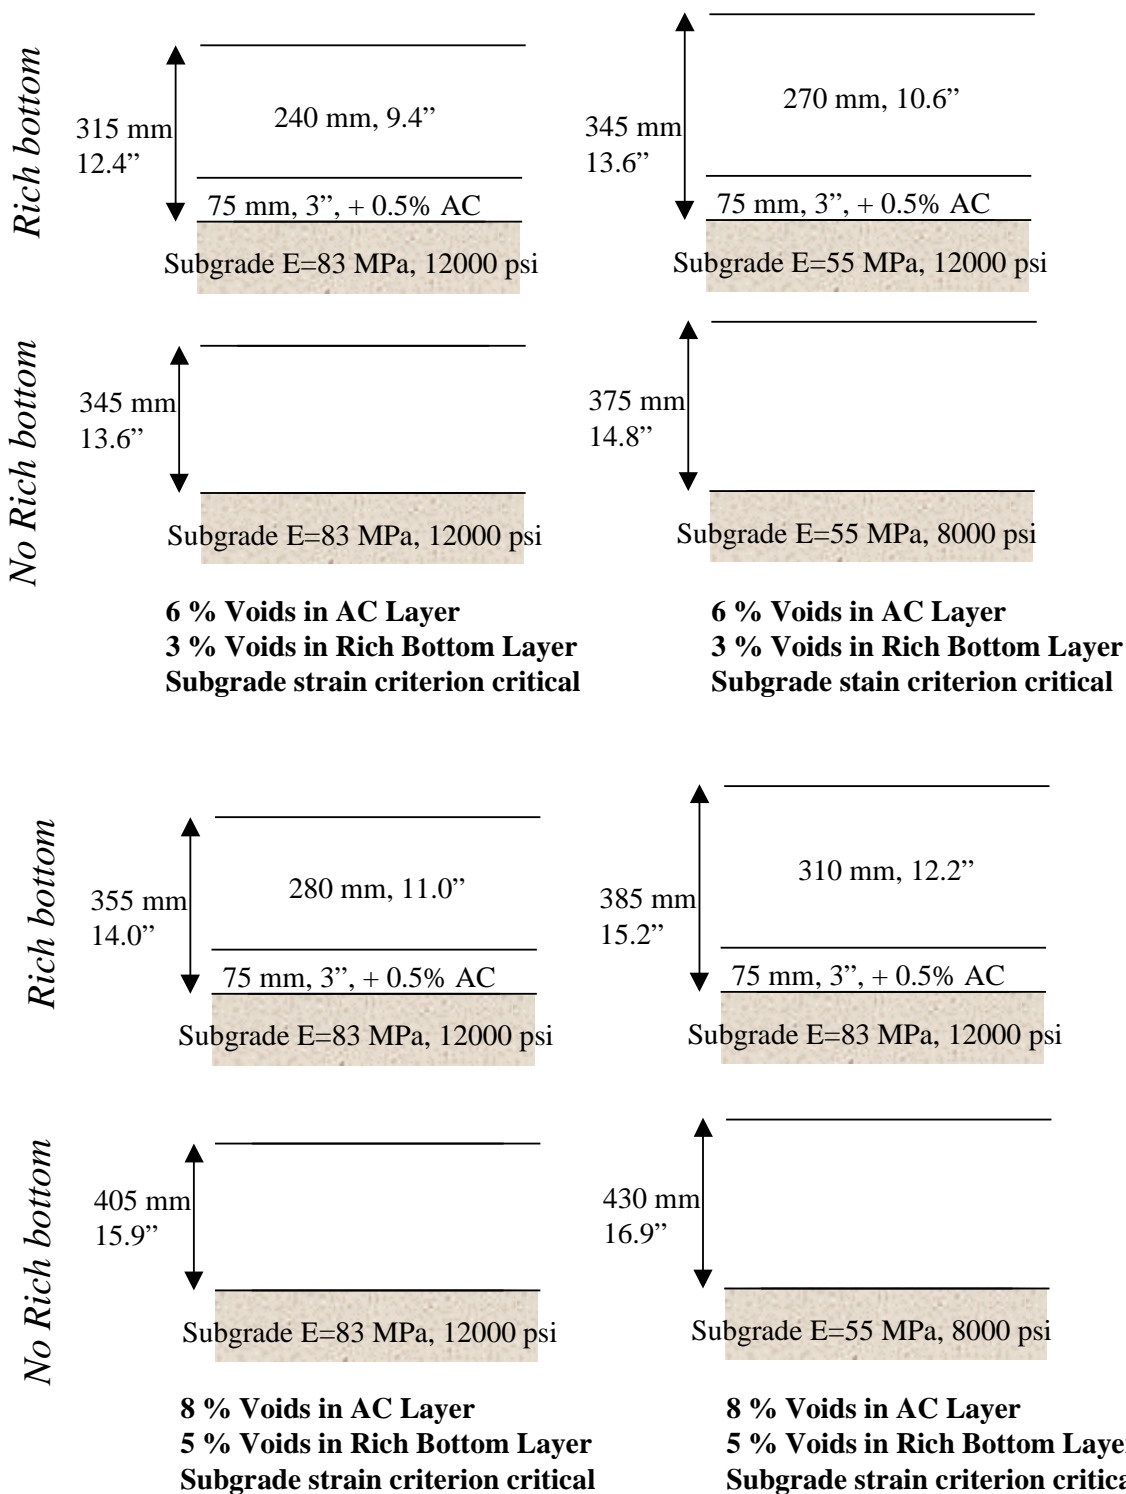 Rich bottom
315 mm
12.4”
240 mm, 9.4”
75 mm, 3”, + 0.5% AC
Subgrade E=83 MPa, 12000 psi
345 mm
13.6”
270 mm, 10.6”
75 mm, 3”, + 0.5% AC
Subgrade E=55 MPa, 12000 psi
No Rich bottom
345 mm
13.6”
Subgrade E=83 MPa, 12000 psi
375 mm
14.8”
Subgrade E=55 MPa, 8000 psi
6 % Voids in AC Layer
3 % Voids in Rich Bottom Layer
Subgrade strain criterion critical
6 % Voids in AC Layer
3 % Voids in Rich Bottom Layer
Subgrade stain criterion critical
Rich bottom
355 mm
14.0”
280 mm, 11.0”
75 mm, 3”, + 0.5% AC
Subgrade E=83 MPa, 12000 psi
385 mm
15.2”
310 mm, 12.2”
75 mm, 3”, + 0.5% AC
Subgrade E=83 MPa, 12000 psi
No Rich bottom
405 mm
15.9”
Subgrade E=83 MPa, 12000 psi
430 mm
16.9”
Subgrade E=55 MPa, 8000 psi
8 % Voids in AC Layer
5 % Voids in Rich Bottom Layer
Subgrade strain criterion critical
8 % Voids in AC Layer
5 % Voids in Rich Bottom Laye
Subgrade strain criterion critica